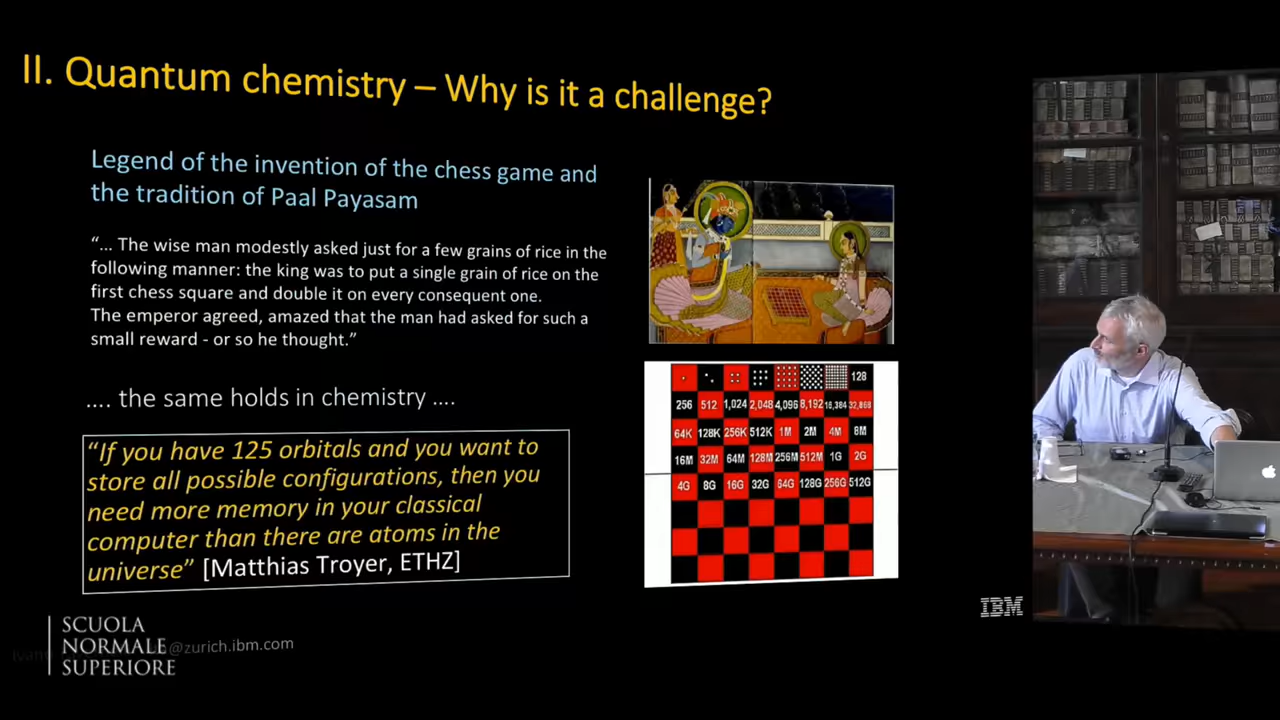 II. Quantum chemistry – Why is it a challenge?
Legend of the invention of the chess game and
the tradition of Paal Payasam
“... The wise man modestly asked just for a few grains of rice in the
following manner: the king was to put a single grain of rice on the
first chess square and double it on every consequent one.
The emperor agreed, amazed that the man had asked for such a
small reward - or so he thought.”
.... the same holds in chemistry ....
“If you have 125 orbitals and you want to
store all possible configurations, then you
need more memory in your classical
computer than there are atoms in the
universe” [Matthias Troyer, ETHZ]
128
256 512 1,024 2,048 4,096 8,192 16,384 32,868
64K 128K 256K 512K 1M 2M 4M 8M
16M 32M 64M 128M 256M 512M 1G 2G
4G 8G 16G 32G 64G 128G 256G 512G
IBM
SCUOLA
NORMALE
SUPERIORE
@zurich.ibm.com